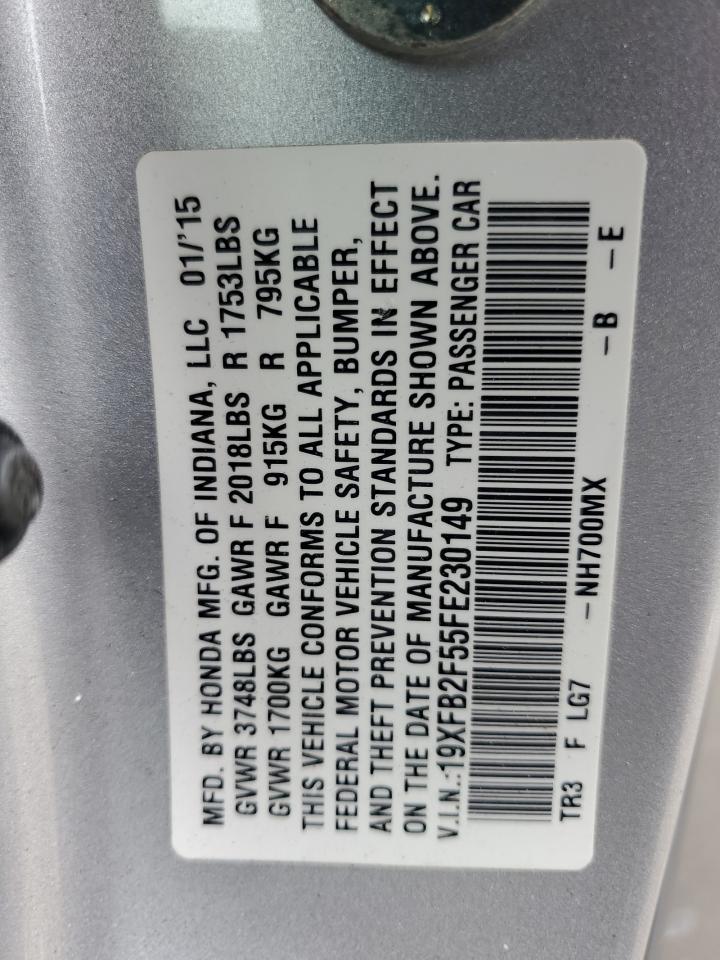 MFD. BY HONDA MFG. OF INDIANA, LLC 01/'15
GVWR 3748LBS GAWR F 2018LBS R 1753LBS
GVWR 1700KG GAWR F 915KG R 795KG
THIS VEHICLE CONFORMS TO ALL APPLICABLE
FEDERAL MOTOR VEHICLE SAFETY, BUMPER,
AND THEFT PREVENTION STANDARDS IN EFFECT
ON THE DATE OF MANUFACTURE SHOWN ABOVE.
V.I.N.:19XFB2F55FE230149 TYPE: PASSENGER CAR
TR3 F LG7 -NH700MX -B -E